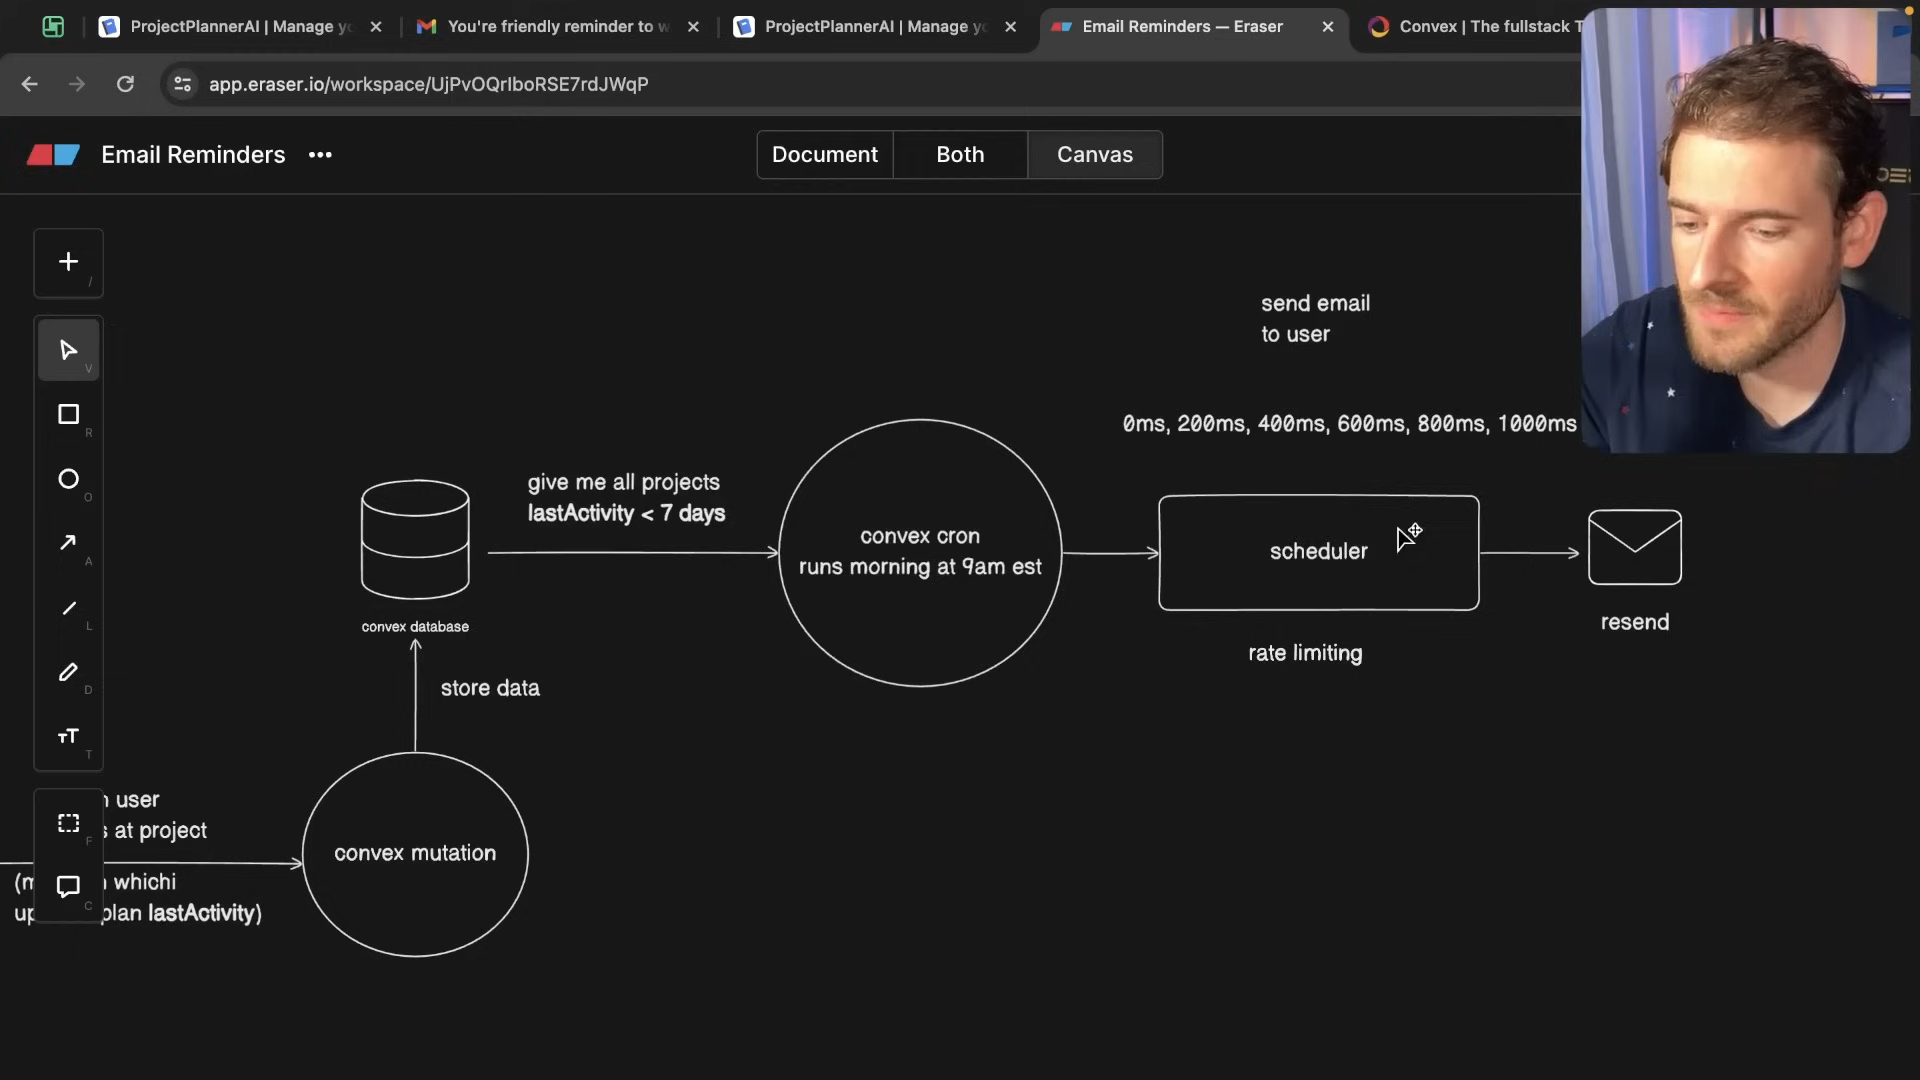 ProjectPlannerAI | Manage yo
You're friendly reminder to w
ProjectPlannerAI | Manage yo
Email Reminders — Eraser
Convex | The fullstack T
app.eraser.io/workspace/UjPvOQrIboRSE7rdJWqP
Email Reminders
Document
Both
Canvas
/
V
R
O
A
L
D
T
F
C
send email
to user
0ms, 200ms, 400ms, 600ms, 800ms, 1000ms
give me all projects
lastActivity < 7 days
convex database
convex cron
runs morning at 9am est
scheduler
rate limiting
resend
store data
convex mutation
user
at project
whichi
plan lastActivity)